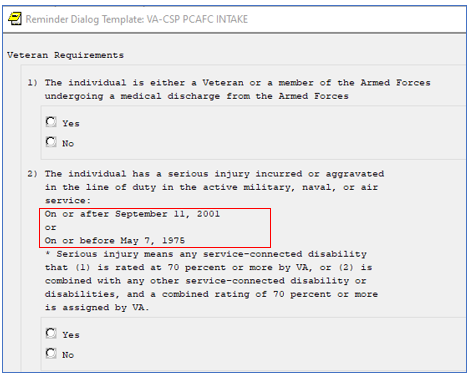 Reminder Dialog Template: VA-CSP PCAFC INTAKE
Veteran Requirements
1) The individual is either a Veteran or a member of the Armed Forces
undergoing a medical discharge from the Armed Forces
Yes
No
2) The individual has a serious injury incurred or aggravated
in the line of duty in the active military, naval, or air
service:
On or after September 11, 2001
or
On or before May 7, 1975
* Serious injury means any service-connected disability
that (1) is rated at 70 percent or more by VA, or (2) is
combined with any other service-connected disability or
disabilities, and a combined rating of 70 percent or more
is assigned by VA.
Yes
No